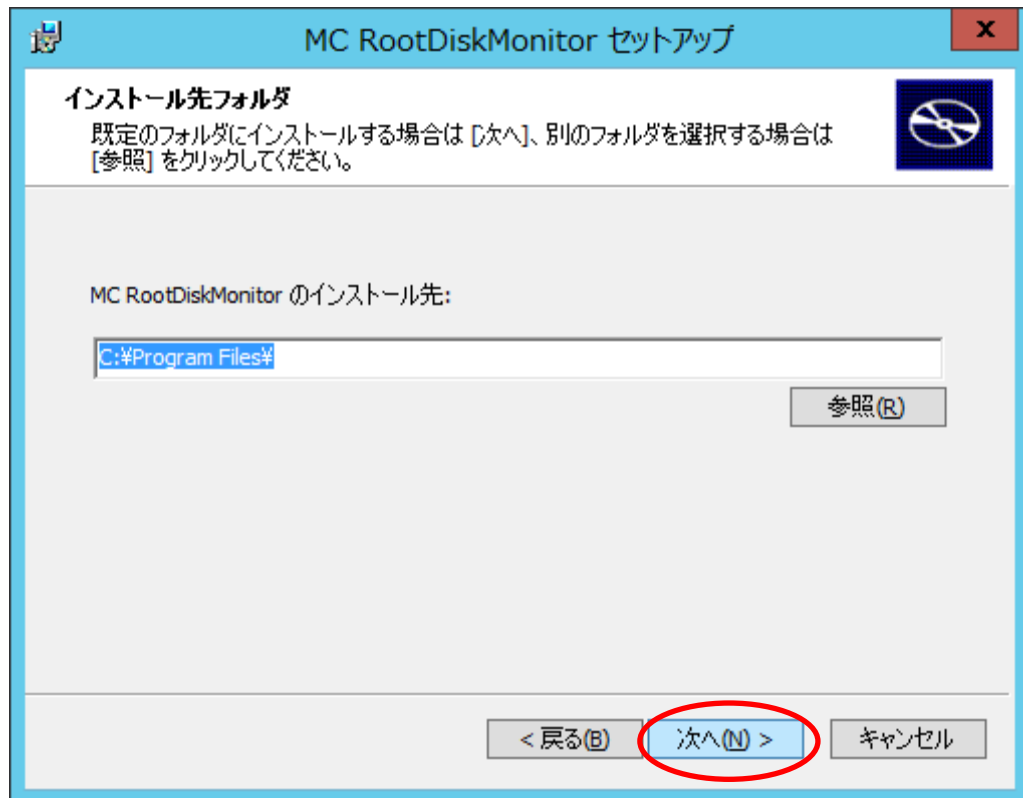 MC RootDiskMonitor セットアップ
x
インストール先フォルダ
既定のフォルダにインストールする場合は [次へ]、別のフォルダを選択する場合は
[参照] をクリックしてください。
MC RootDiskMonitor のインストール先:
C:¥Program Files¥
参照(R)
< 戻る(B) 次へ(N) > キャンセル